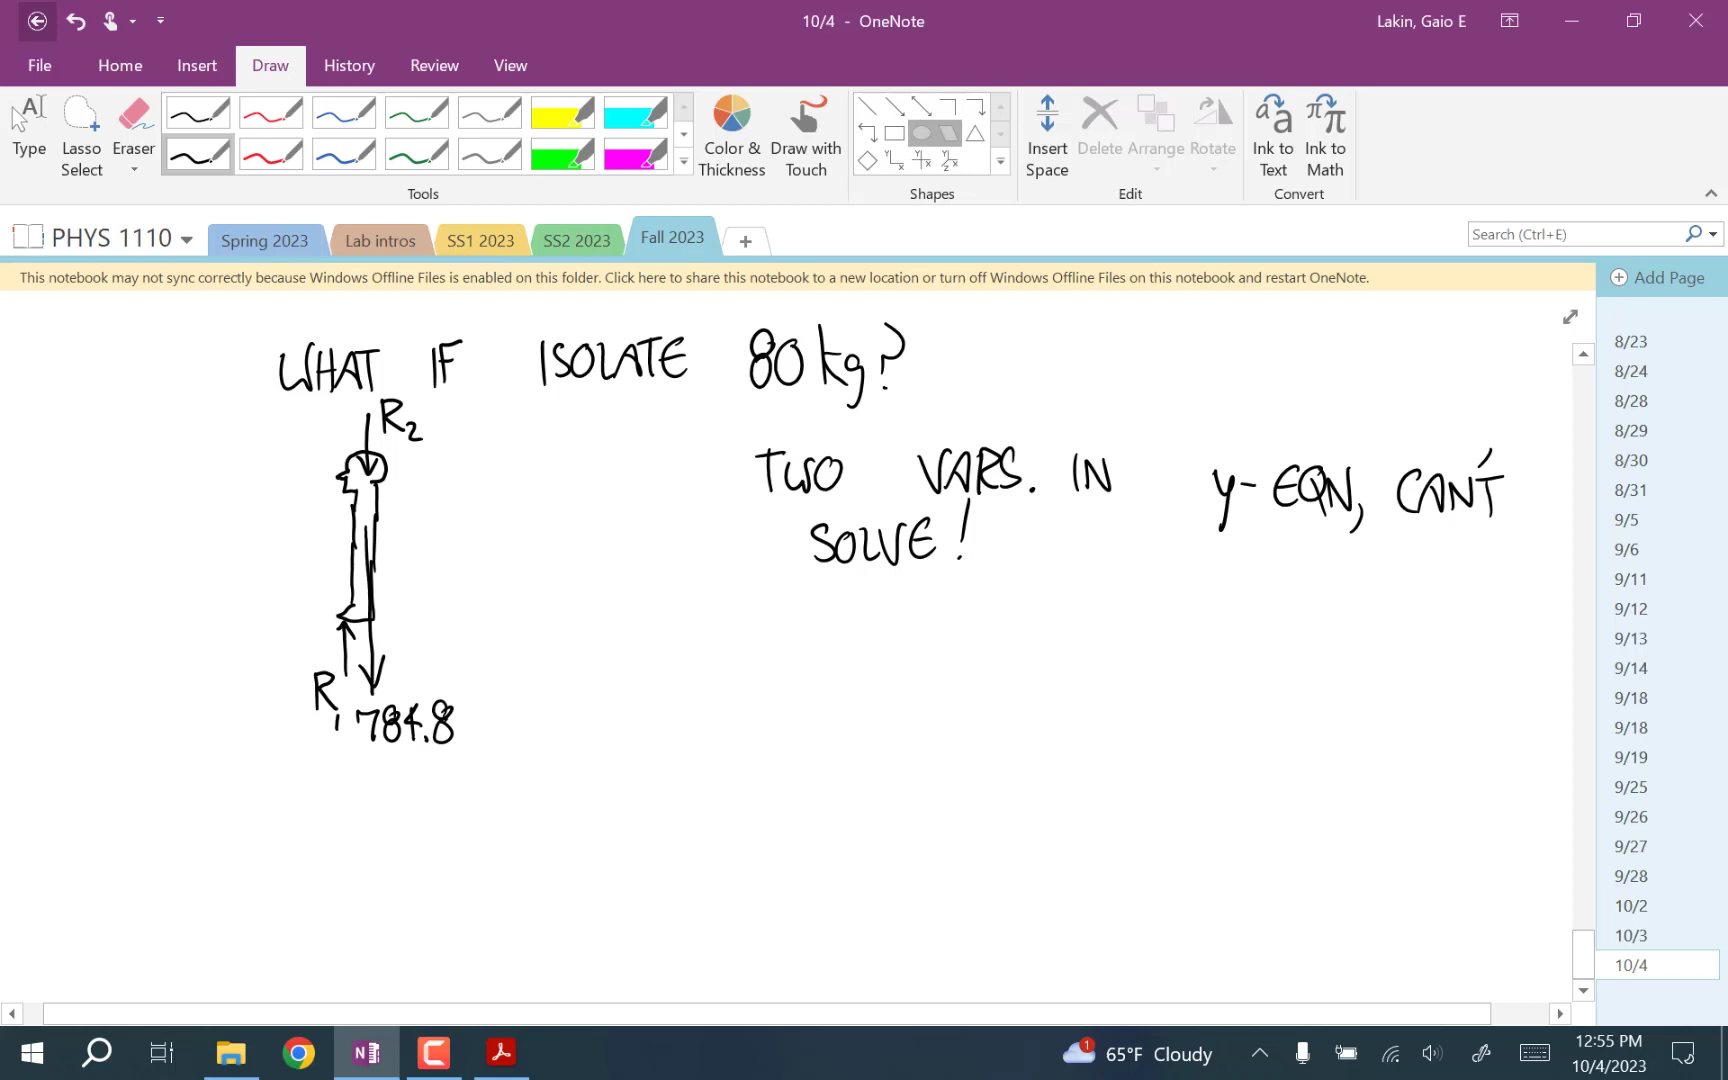 10/4 - OneNote
Lakin, Gaio E
File Home Insert Draw History Review View
Type
Lasso Select
Eraser
Color & Thickness
Draw with Touch
Insert Space
Delete
Arrange
Rotate
Ink to Text
Ink to Math
Tools
Shapes
Edit
Convert
PHYS 1110
Spring 2023
Lab intros
SS1 2023
SS2 2023
Fall 2023
Search (Ctrl+E)
This notebook may not sync correctly because Windows Offline Files is enabled on this folder. Click here to share this notebook to a new location or turn off Windows Offline Files on this notebook and restart OneNote.
Add Page
WHAT IF ISOLATE 80 kg?
R2
TWO VARS. IN y-EQN, CAN'T
SOLVE!
R1
784.8
8/23
8/24
8/28
8/29
8/30
8/31
9/5
9/6
9/11
9/12
9/13
9/14
9/18
9/18
9/19
9/25
9/26
9/27
9/28
10/2
10/3
10/4
1
65°F Cloudy
12:55 PM
10/4/2023